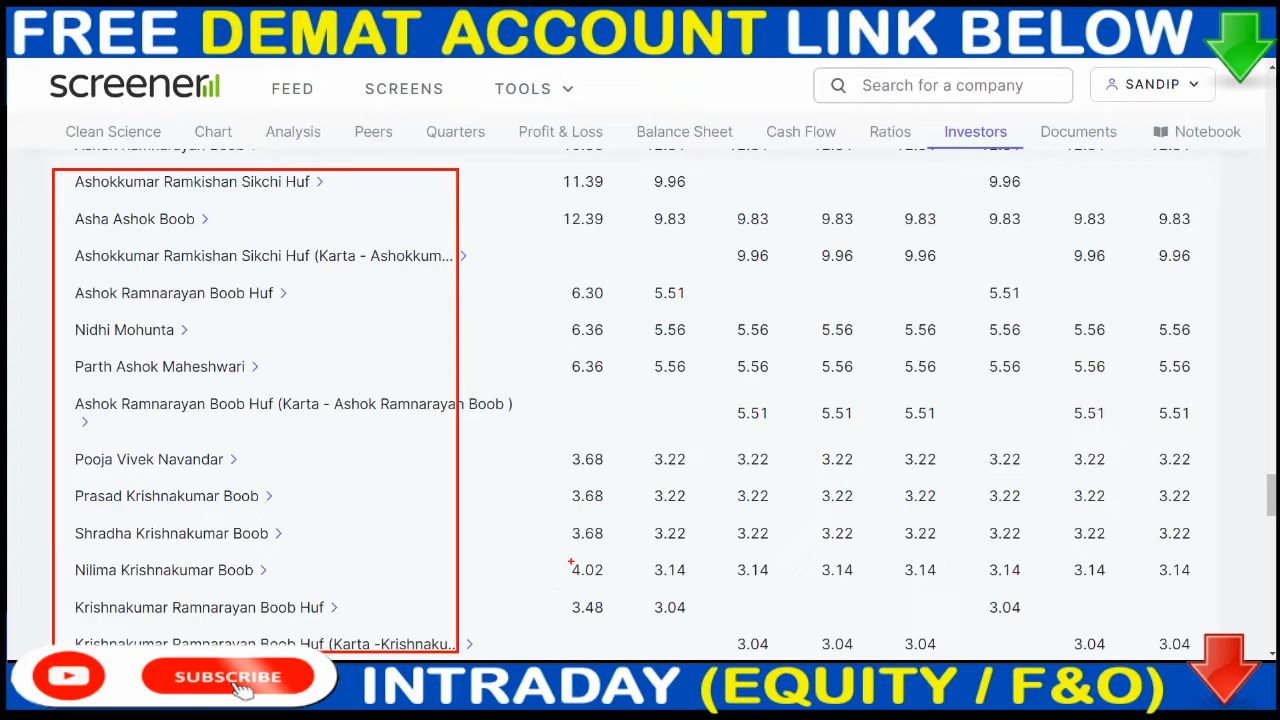 FREE DEMAT ACCOUNT LINK BELOW
screener
FEED SCREENS TOOLS
Search for a company
SANDIP
Clean Science Chart Analysis Peers Quarters Profit & Loss Balance Sheet Cash Flow Ratios Investors Documents Notebook
Ashokkumar Ramkishan Sikchi Huf 11.39 9.96 9.96
Asha Ashok Boob 12.39 9.83 9.83 9.83 9.83 9.83 9.83 9.83
Ashokkumar Ramkishan Sikchi Huf (Karta - Ashokkum... 9.96 9.96 9.96 9.96 9.96
Ashok Ramnarayan Boob Huf 6.30 5.51 5.51
Nidhi Mohunta 6.36 5.56 5.56 5.56 5.56 5.56 5.56 5.56
Parth Ashok Maheshwari 6.36 5.56 5.56 5.56 5.56 5.56 5.56 5.56
Ashok Ramnarayan Boob Huf (Karta - Ashok Ramnarayan Boob ) 5.51 5.51 5.51 5.51 5.51
Pooja Vivek Navandar 3.68 3.22 3.22 3.22 3.22 3.22 3.22 3.22
Prasad Krishnakumar Boob 3.68 3.22 3.22 3.22 3.22 3.22 3.22 3.22
Shradha Krishnakumar Boob 3.68 3.22 3.22 3.22 3.22 3.22 3.22 3.22
Nilima Krishnakumar Boob 4.02 3.14 3.14 3.14 3.14 3.14 3.14 3.14
Krishnakumar Ramnarayan Boob Huf 3.48 3.04 3.04
Krishnakumar Ramnarayan Boob Huf (Karta -Krishnaku... 3.04 3.04 3.04 3.04 3.04
SUBSCRIBE
INTRADAY (EQUITY / F&O)